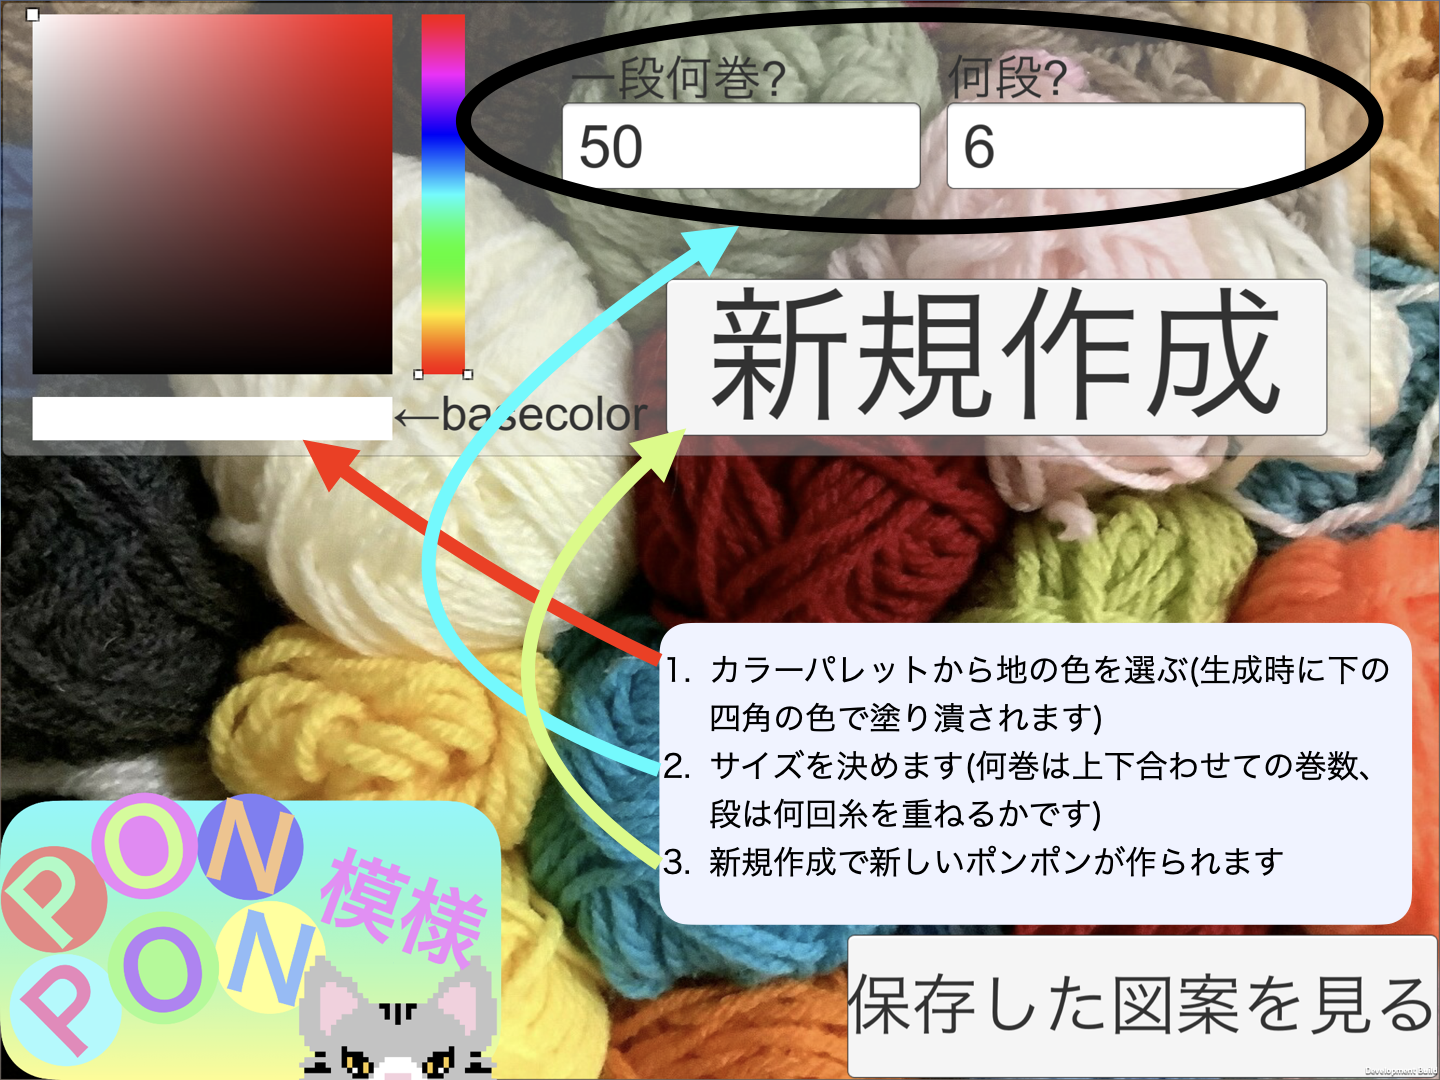 一段何巻?
何段?
50
6
新規作成
←basecolor
1. カラーパレットから地の色を選ぶ(生成時に下の
四角の色で塗り潰されます)
2. サイズを決めます(何巻は上下合わせての巻数、
段は何回糸を重ねるかです)
3. 新規作成で新しいポンポンが作られます
PON
PON
模様
保存した図案を見る
Development Build